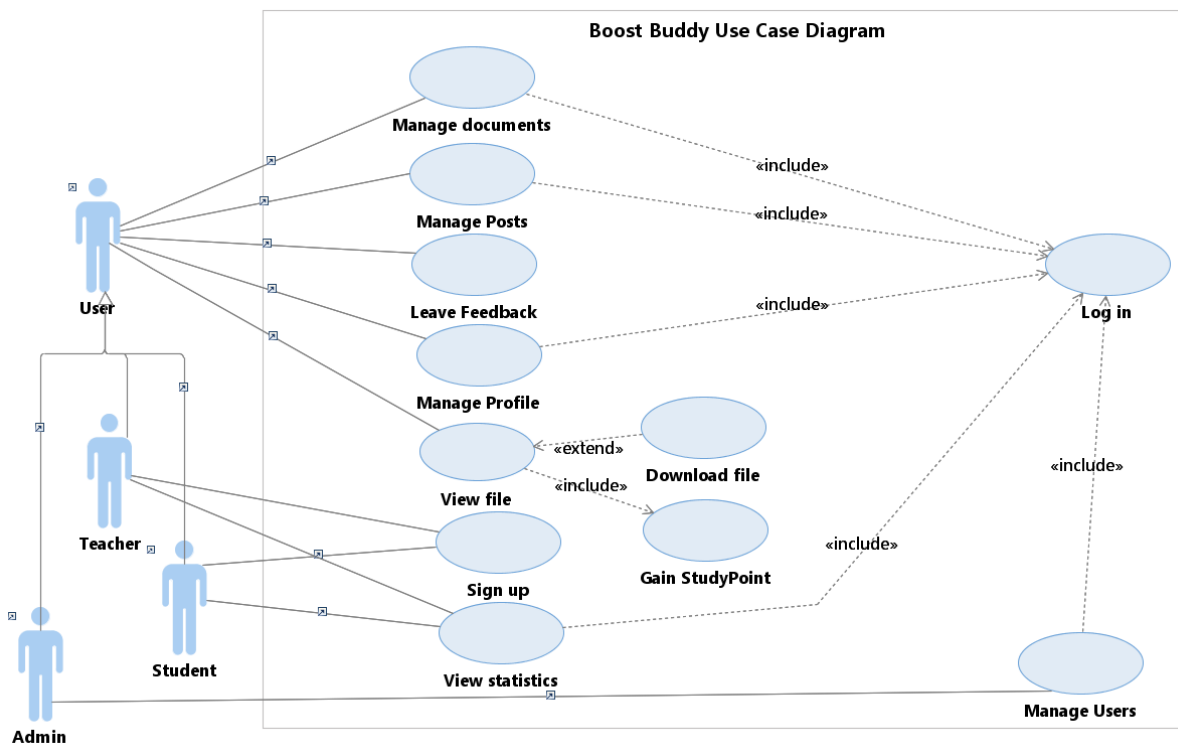 Boost Buddy Use Case Diagram
Manage documents
«include»
Manage Posts
«include»
User
Leave Feedback
«include»
Log in
Manage Profile
«extend»
Download file
View file
«include»
«include»
Teacher
Gain StudyPoint
«include»
Sign up
Student
View statistics
Manage Users
Admin